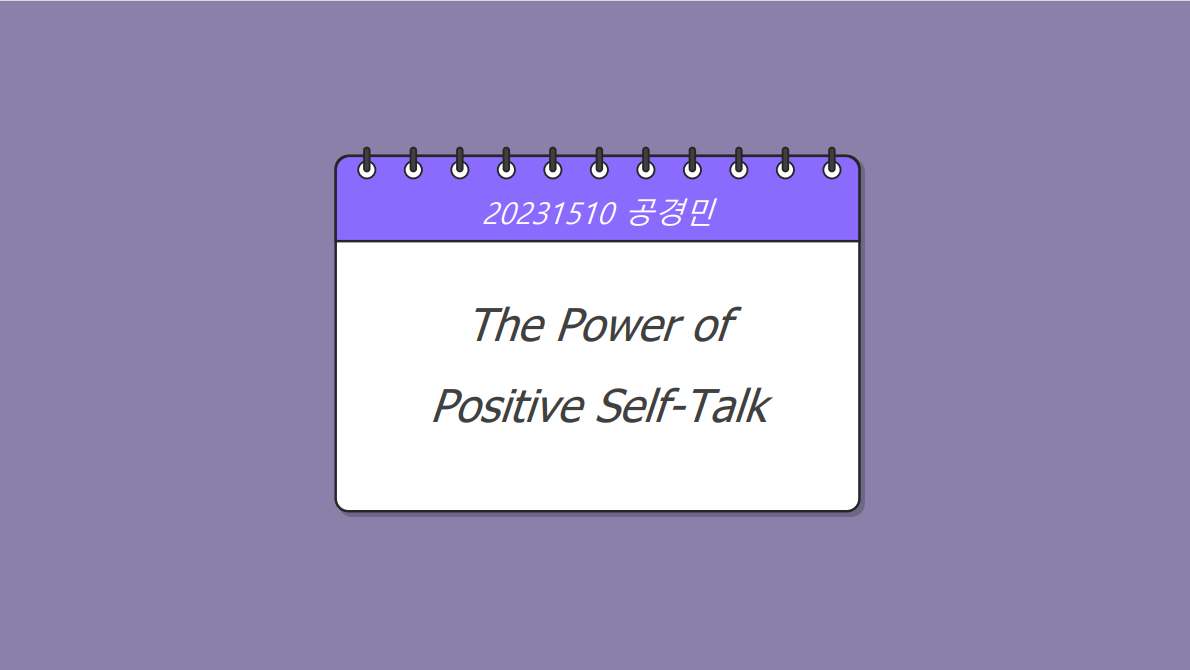 20231510 공경민
The Power of
Positive Self-Talk